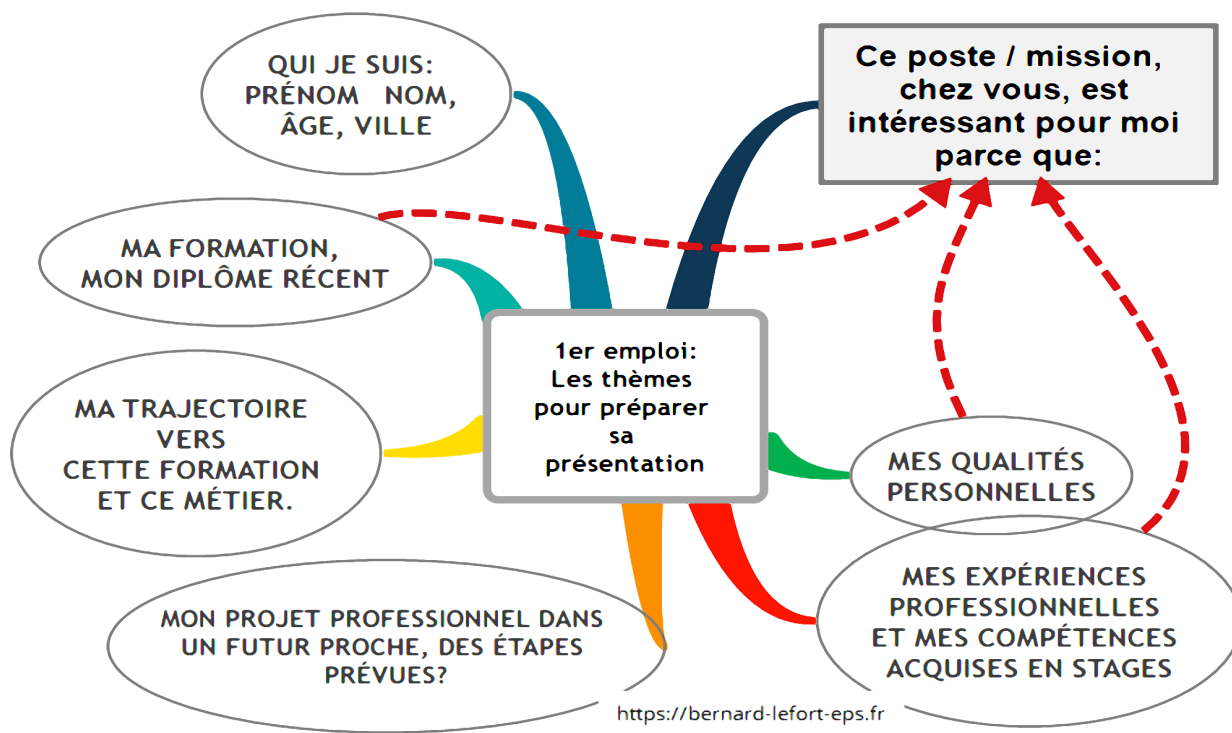 QUI JE SUIS:
PRÉNOM NOM,
ÂGE, VILLE
Ce poste / mission,
chez vous, est
intéressant pour moi
parce que:
MA FORMATION,
MON DIPLÔME RÉCENT
1er emploi:
Les thèmes
pour préparer
sa
présentation
MA TRAJECTOIRE
VERS
CETTE FORMATION
ET CE MÉTIER.
MES QUALITÉS
PERSONNELLES
MES EXPÉRIENCES
PROFESSIONNELLES
ET MES COMPÉTENCES
ACQUISES EN STAGES
MON PROJET PROFESSIONNEL DANS
UN FUTUR PROCHE, DES ÉTAPES
PRÉVUES?
https://bernard-lefort-eps.fr